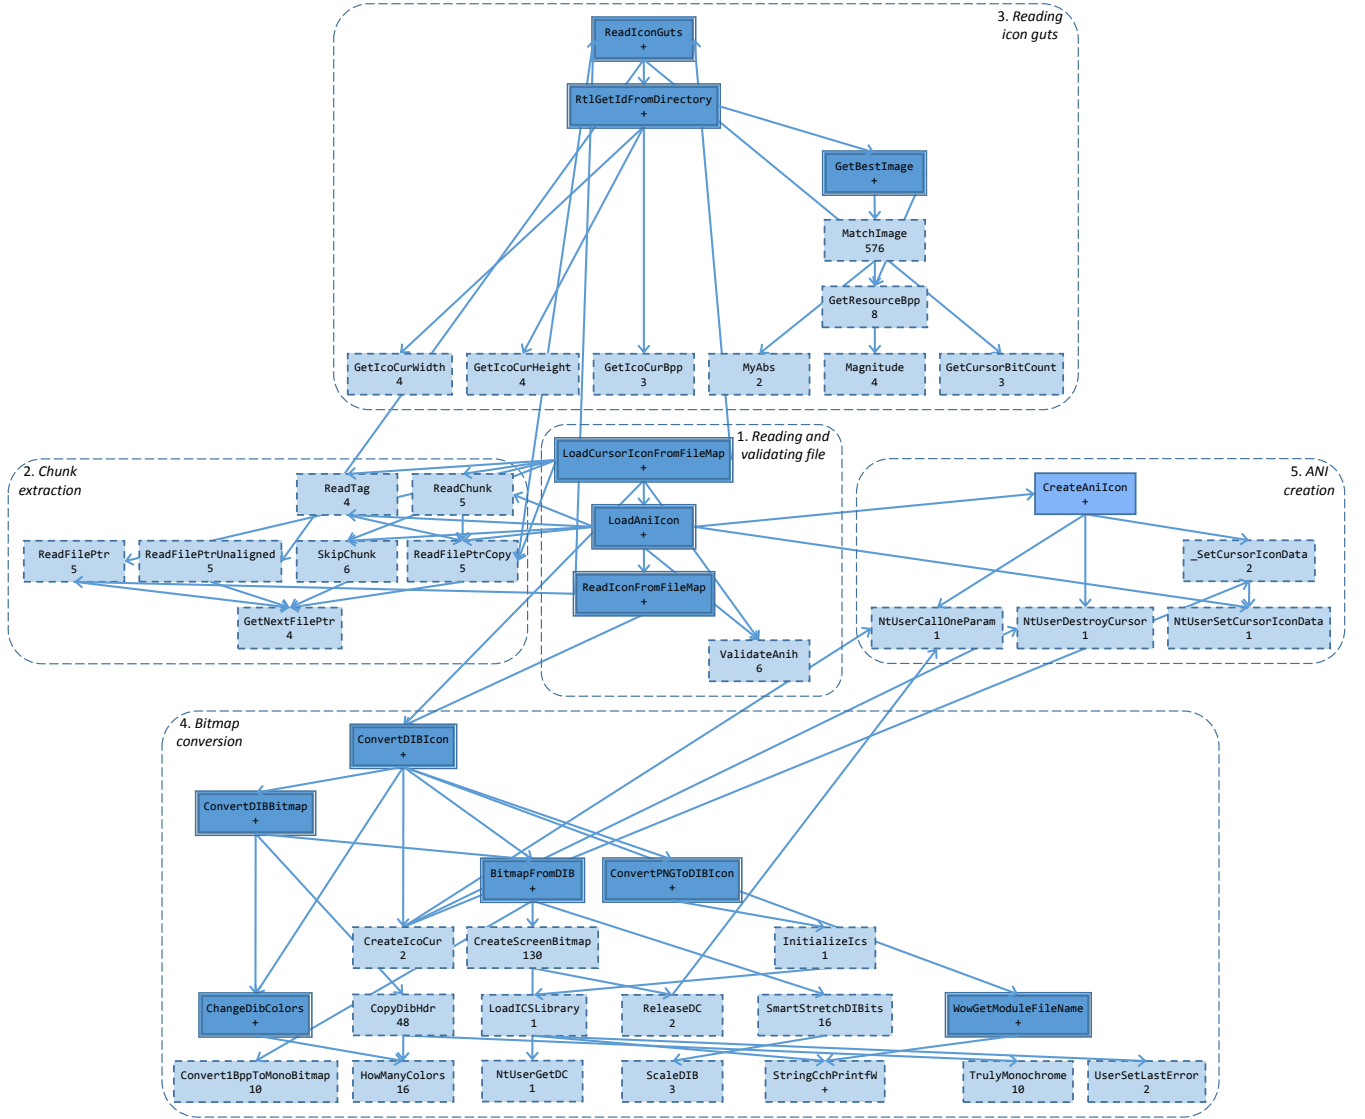 3. Reading
icon guts
ReadIconGuts
+
RtlGetIdFromDirectory
+
GetBestImage
+
MatchImage
576
GetResourceBpp
8
GetIcoCurWidth
4
GetIcoCurHeight
4
GetIcoCurBpp
3
MyAbs
2
Magnitude
4
GetCursorBitCount
3
1. Reading and
validating file
LoadCursorIconFromFileMap
+
LoadAniIcon
+
ReadIconFromFileMap
+
ValidateAnih
6
2. Chunk
extraction
ReadTag
4
ReadChunk
5
ReadFilePtr
5
ReadFilePtrUnaligned
5
SkipChunk
6
ReadFilePtrCopy
5
GetNextFilePtr
4
5. ANI
creation
CreateAniIcon
+
_SetCursorIconData
2
NtUserCallOneParam
1
NtUserDestroyCursor
1
NtUserSetCursorIconData
1
4. Bitmap
conversion
ConvertDIBIcon
+
ConvertDIBBitmap
+
BitmapFromDIB
+
ConvertPNGToDIBIcon
+
CreateIcoCur
2
CreateScreenBitmap
130
InitializeIcs
1
ChangeDibColors
+
CopyDibHdr
48
LoadICSLibrary
1
ReleaseDC
2
SmartStretchDIBits
16
WowGetModuleFileName
+
Convert1BppToMonoBitmap
10
HowManyColors
16
NtUserGetDC
1
ScaleDIB
3
StringCchPrintfW
+
TrulyMonochrome
10
UserSetLastError
2